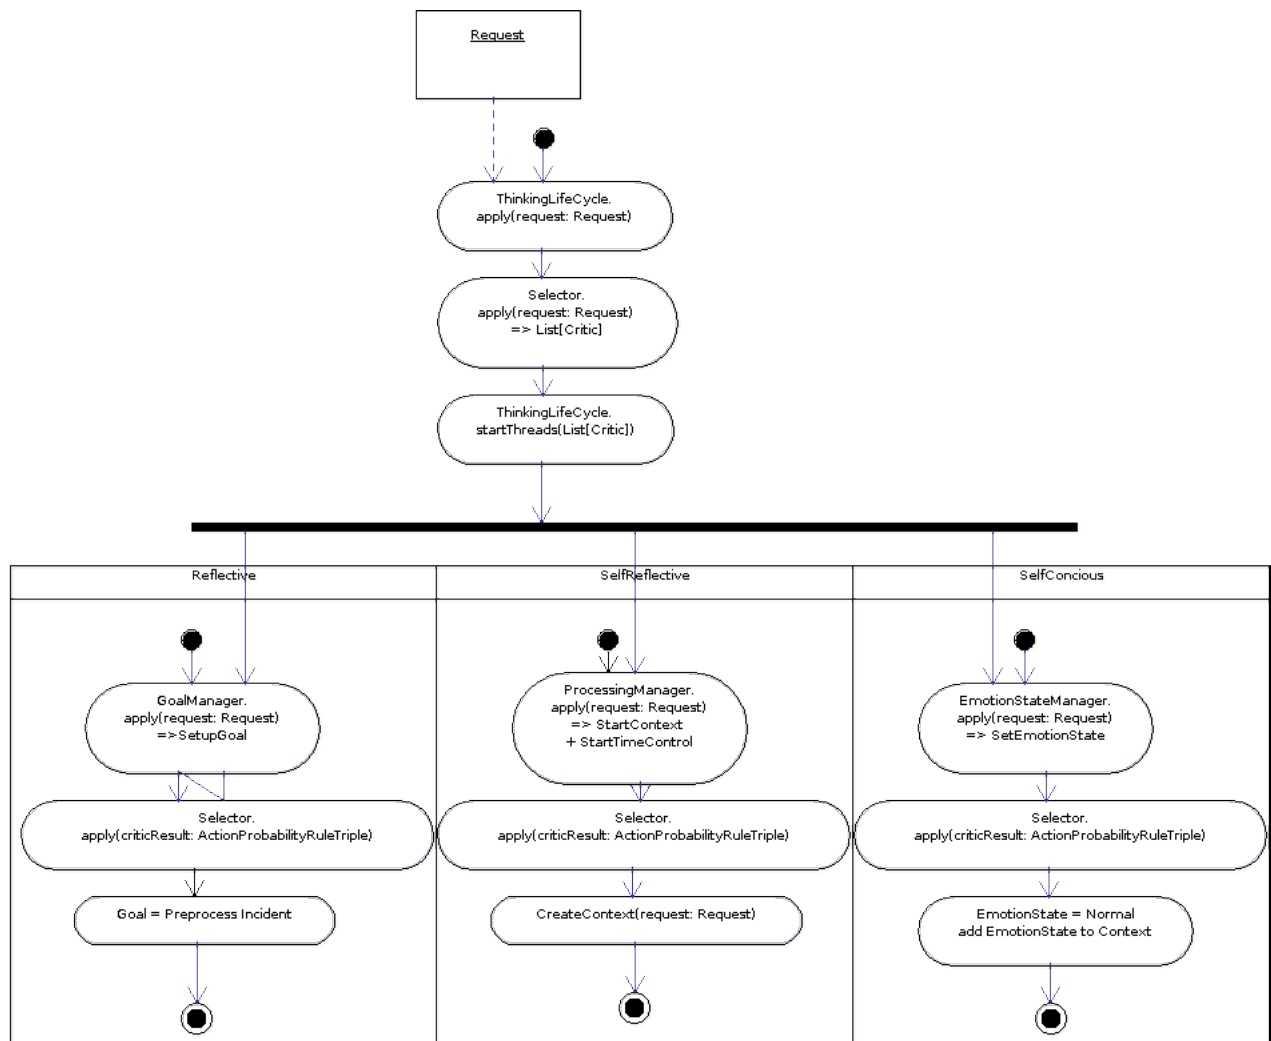 Request
ThinkingLifeCycle.
apply(request: Request)
Selector.
apply(request: Request)
=> List[Critic]
ThinkingLifeCycle.
startThreads(List[Critic])
Reflective
SelfReflective
SelfConcious
GoalManager.
apply(request: Request)
=>SetupGoal
ProcessingManager.
apply(request: Request)
=> StartContext
+ StartTimeControl
EmotionStateManager.
apply(request: Request)
=> SetEmotionState
Selector.
apply(criticResult: ActionProbabilityRuleTriple)
Selector.
apply(criticResult: ActionProbabilityRuleTriple)
Selector.
apply(criticResult: ActionProbabilityRuleTriple)
Goal = Preprocess Incident
CreateContext(request: Request)
EmotionState = Normal
add EmotionState to Context